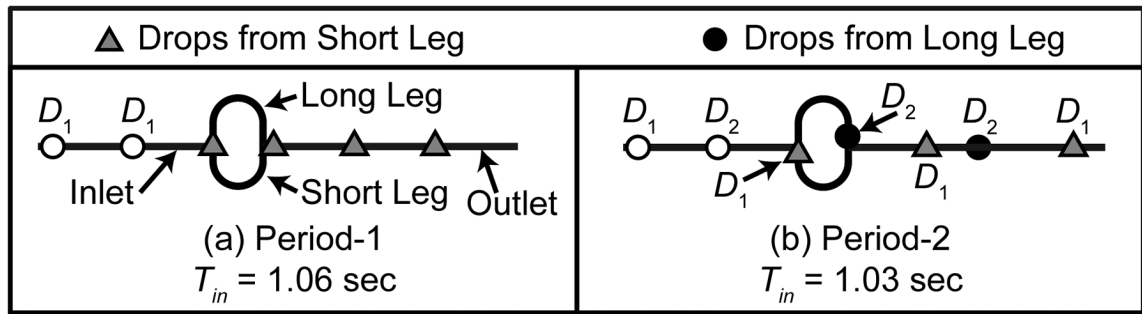 Drops from Short Leg
Drops from Long Leg
D1 D1
Long Leg
Inlet
Short Leg
Outlet
(a) Period-1
Tin = 1.06 sec
D1 D2
D2
D2 D1
D1
D1
(b) Period-2
Tin = 1.03 sec